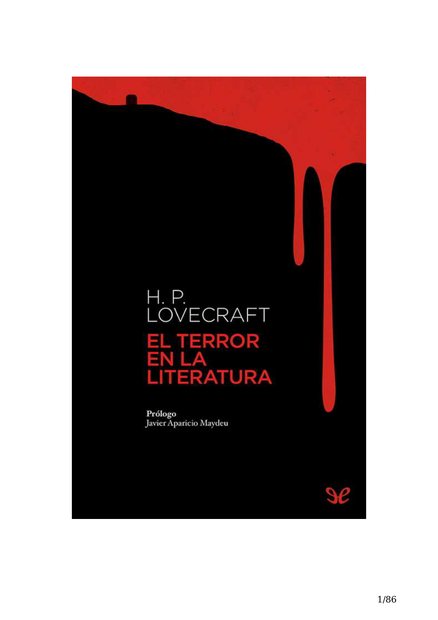 H. P.
LOVECRAFT
EL TERROR
EN LA
LITERATURA
Prólogo
Javier Aparicio Maydeu
1/86